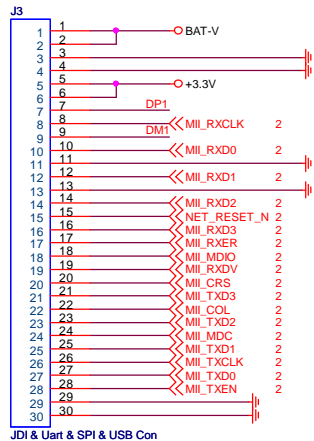 J3
1 1 BAT-V
2 2
3 3
4 4
5 5 +3.3V
6 6
7 7 DP1
8 8 MII_RXCLK 2
9 9 DM1
10 10 MII_RXD0 2
11 11
12 12 MII_RXD1 2
13 13
14 14 MII_RXD2 2
15 15 NET_RESET_N 2
16 16 MII_RXD3 2
17 17 MII_RXER 2
18 18 MII_MDIO 2
19 19 MII_RXDV 2
20 20 MII_CRS 2
21 21 MII_TXD3 2
22 22 MII_COL 2
23 23 MII_TXD2 2
24 24 MII_MDC 2
25 25 MII_TXD1 2
26 26 MII_TXCLK 2
27 27 MII_TXD0 2
28 28 MII_TXEN 2
29 29
30 30
JDI & Uart & SPI & USB Con